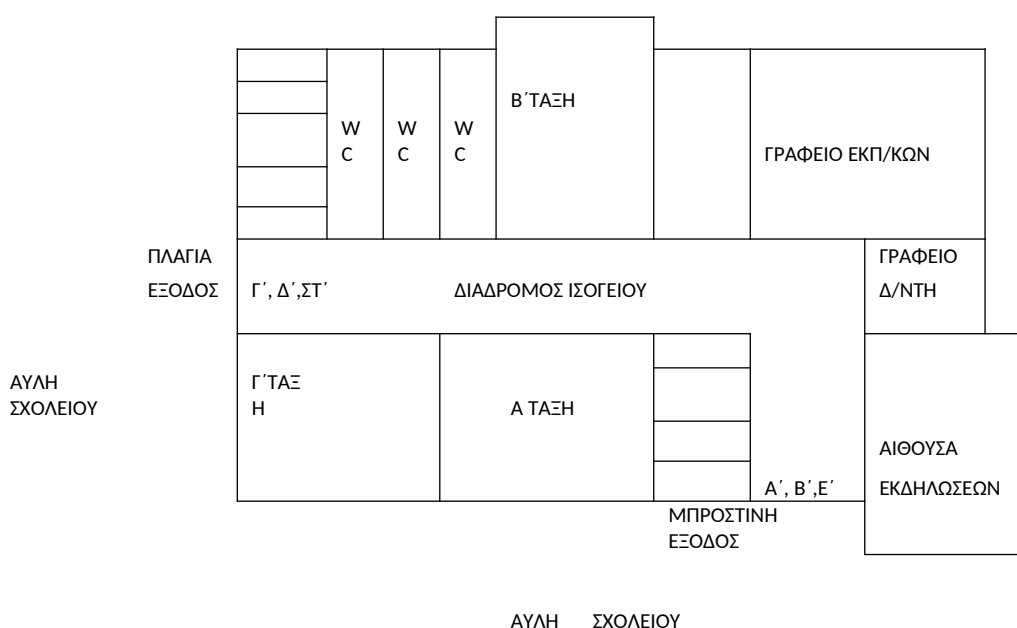 Β΄ΤΑΞΗ
W
C
W
C
W
C
ΓΡΑΦΕΙΟ ΕΚΠ/ΚΩΝ
ΠΛΑΓΙΑ
ΕΞΟΔΟΣ
Γ΄, Δ΄,ΣΤ΄
ΔΙΑΔΡΟΜΟΣ ΙΣΟΓΕΙΟΥ
ΓΡΑΦΕΙΟ
Δ/ΝΤΗ
ΑΥΛΗ
ΣΧΟΛΕΙΟΥ
Γ΄ΤΑΞ
Η
Α ΤΑΞΗ
Α΄, Β΄,Ε΄
ΑΙΘΟΥΣΑ
ΕΚΔΗΛΩΣΕΩΝ
ΜΠΡΟΣΤΙΝΗ
ΕΞΟΔΟΣ
ΑΥΛΗ ΣΧΟΛΕΙΟΥ